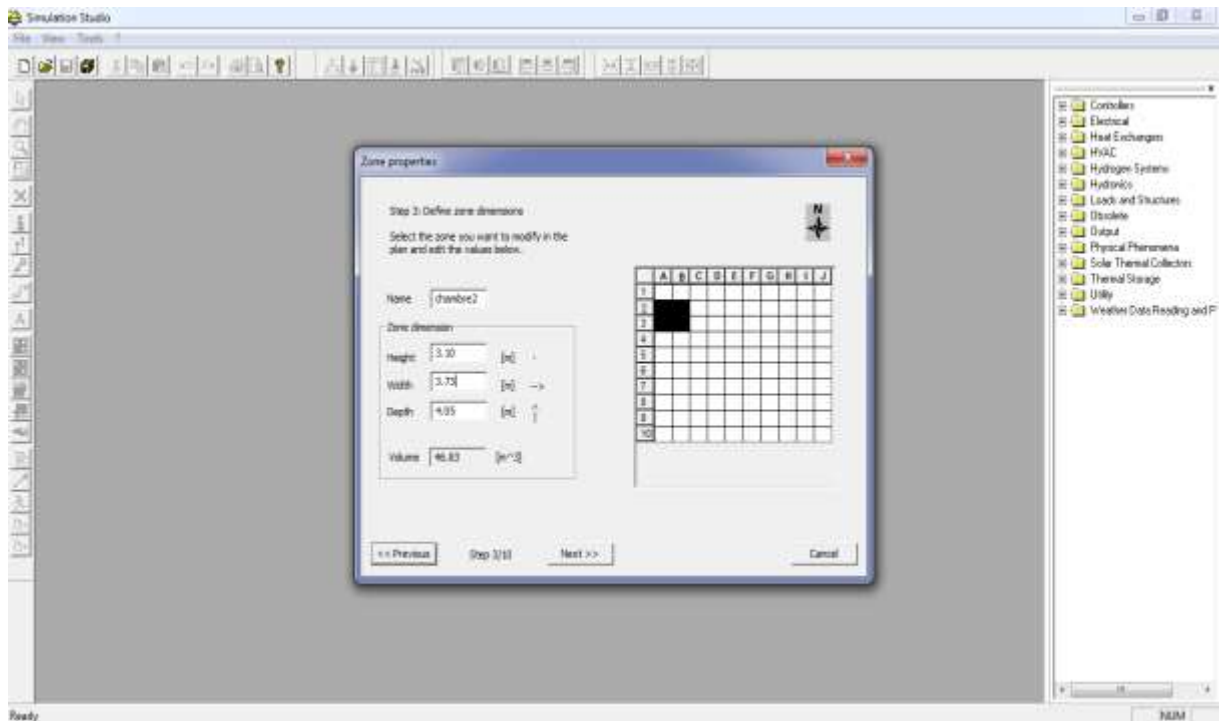 Simulation Studio
File View Tools ?
Zone properties
Step 3: Define zone dimensions
Select the zone you want to modify in the
plan and edit the values below.
N
Name chambre2
Zone dimension
Height 3.10 [m]
Width 3.75 [m] -->
Depth 4.05 [m]
Volume [m^3]
A B C D E F G H I J
1
2
3
4
5
6
7
8
9
10
<< Previous Step 3/10 Next >> Cancel
Controllers
Electrical
Heat Exchangers
HVAC
Hydrogen Systems
Hydronics
Loads and Structures
Obsolete
Output
Physical Phenomena
Solar Thermal Collectors
Thermal Storage
Utility
Weather Data Reading and P
Ready NUM